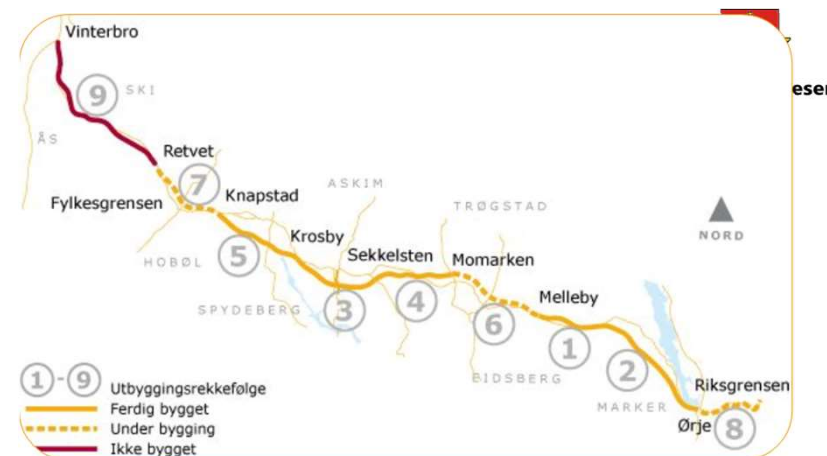 Vinterbro
9
SKI
ÅS
Retvet
7
Fylkesgrensen
Knapstad
ASKIM
TRØGSTAD
NORD
Krosby
HOBØL
5
Sekkelsten
Momarken
SPYDEBERG
3
4
6
Melleby
1
EIDSBERG
2
MARKER
Riksgrensen
Ørje
8
1 - 9 Utbyggingsrekkefølge
Ferdig bygget
Under bygging
Ikke bygget